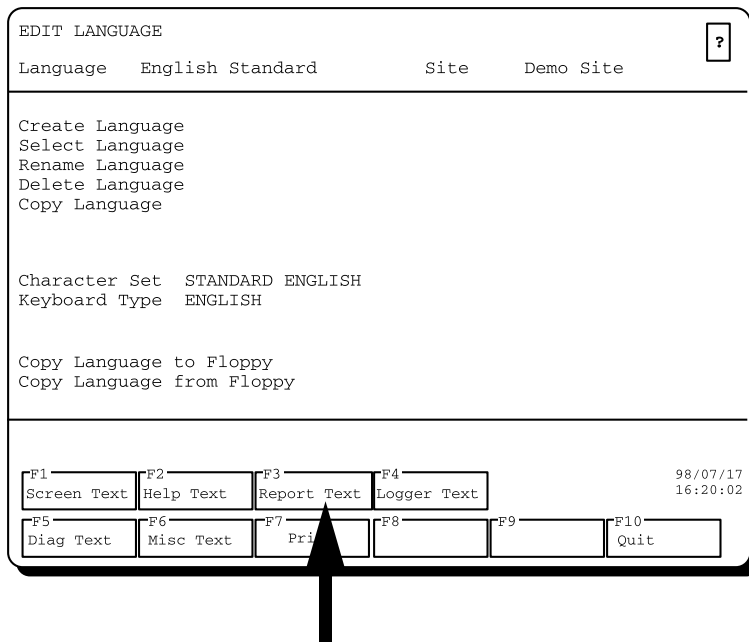 EDIT LANGUAGE
?
Language English Standard Site Demo Site
Create Language
Select Language
Rename Language
Delete Language
Copy Language
Character Set STANDARD ENGLISH
Keyboard Type ENGLISH
Copy Language to Floppy
Copy Language from Floppy
F1 F2 F3 F4
98/07/17
Screen Text Help Text Report Text Logger Text
16:20:02
F5 F6 F7 F8 F9 F10
Diag Text Misc Text Quit